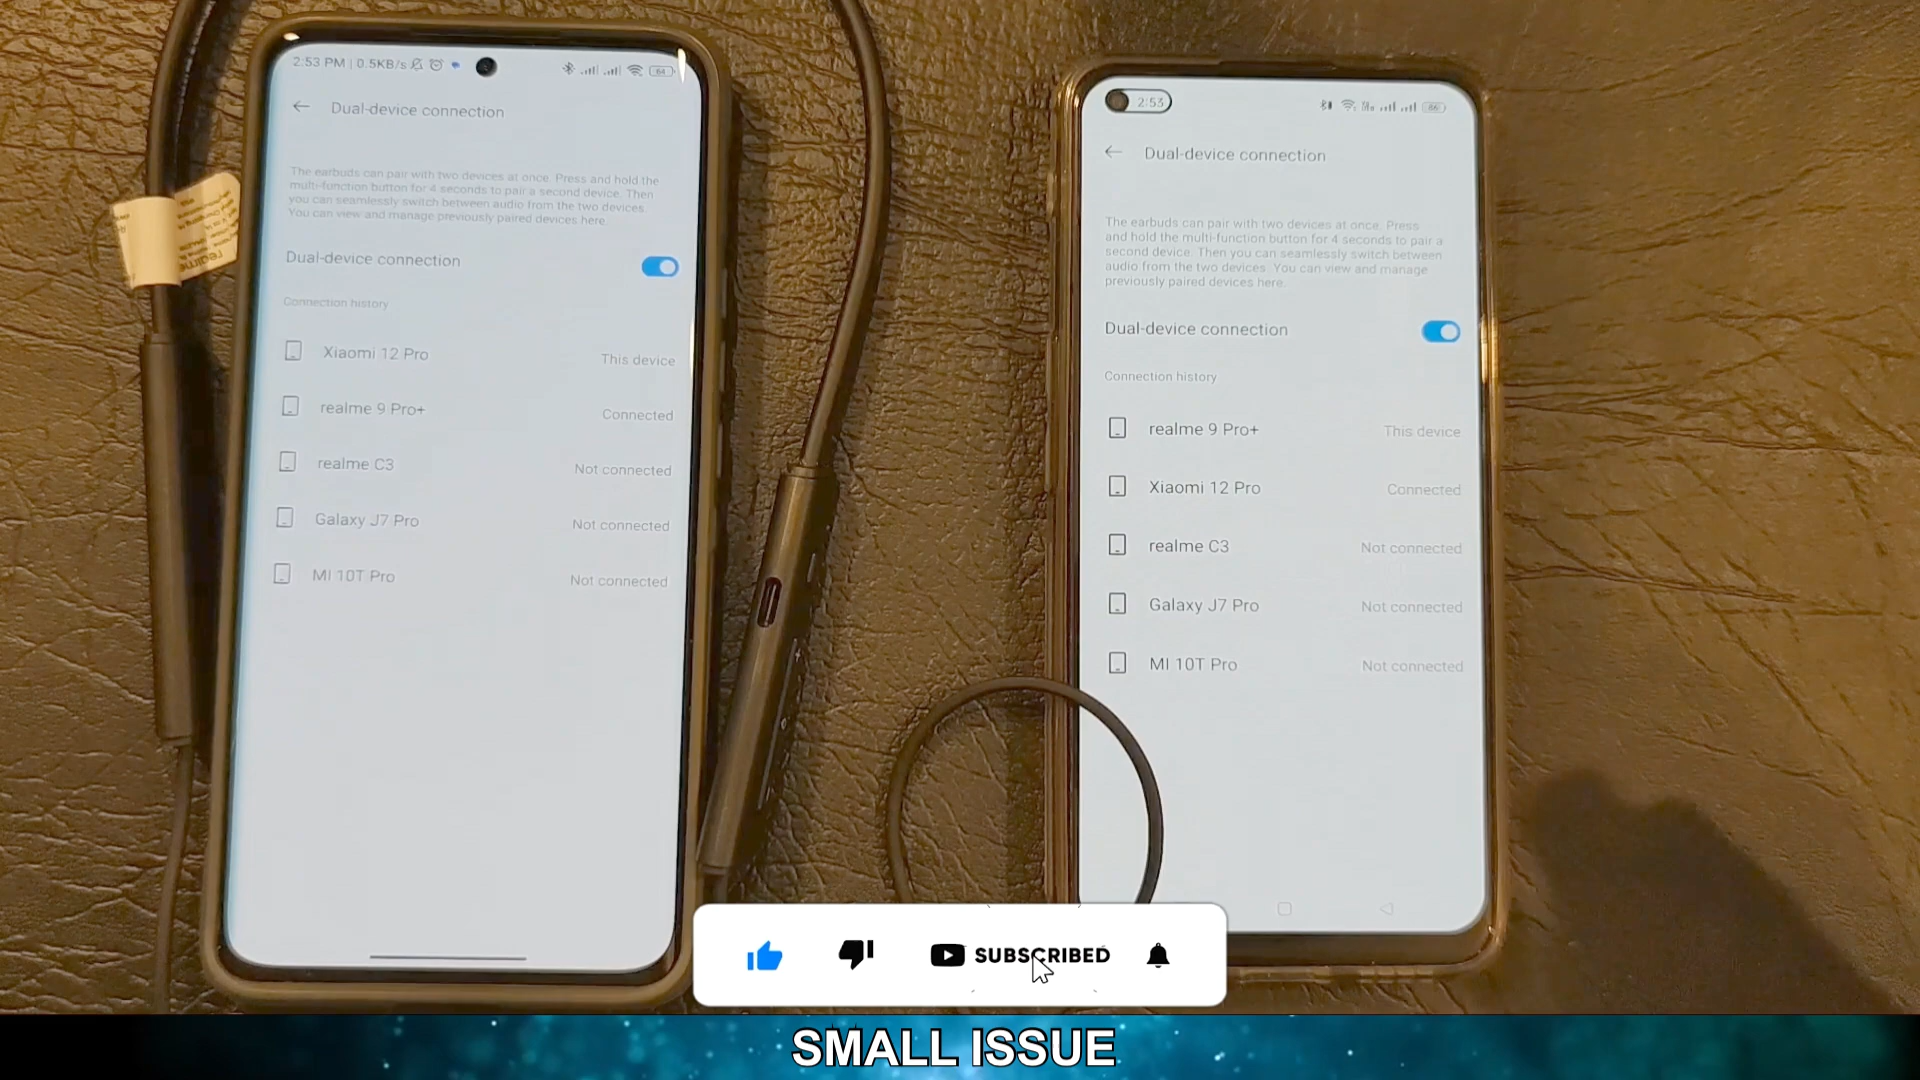 2:53 PM | 0.5KB/s
64
Dual-device connection
The earbuds can pair with two devices at once. Press and hold the
multi-function button for 4 seconds to pair a second device. Then
you can seamlessly switch between audio from the two devices.
You can view and manage previously paired devices here.
Dual-device connection
Connection history
Xiaomi 12 Pro
This device
realme 9 Pro+
Connected
realme C3
Not connected
Galaxy J7 Pro
Not connected
MI 10T Pro
Not connected
realme
2:53
86
Dual-device connection
The earbuds can pair with two devices at once. Press
and hold the multi-function button for 4 seconds to pair a
second device. Then you can seamlessly switch between
audio from the two devices. You can view and manage
previously paired devices here.
Dual-device connection
Connection history
realme 9 Pro+
This device
Xiaomi 12 Pro
Connected
realme C3
Not connected
Galaxy J7 Pro
Not connected
MI 10T Pro
Not connected
SUBSCRIBED
SMALL ISSUE